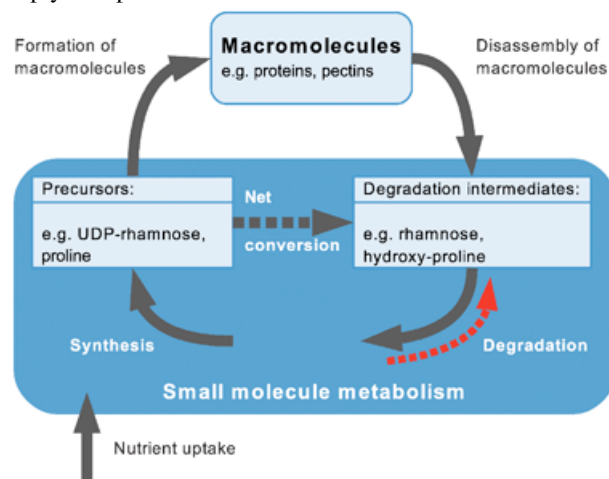 Formation of
macromolecules
Macromolecules
e.g. proteins, pectins
Disassembly of
macromolecules
Precursors:
e.g. UDP-rhamnose,
proline
Net
conversion
Degradation intermediates:
e.g. rhamnose,
hydroxy-proline
Synthesis
Degradation
Small molecule metabolism
Nutrient uptake